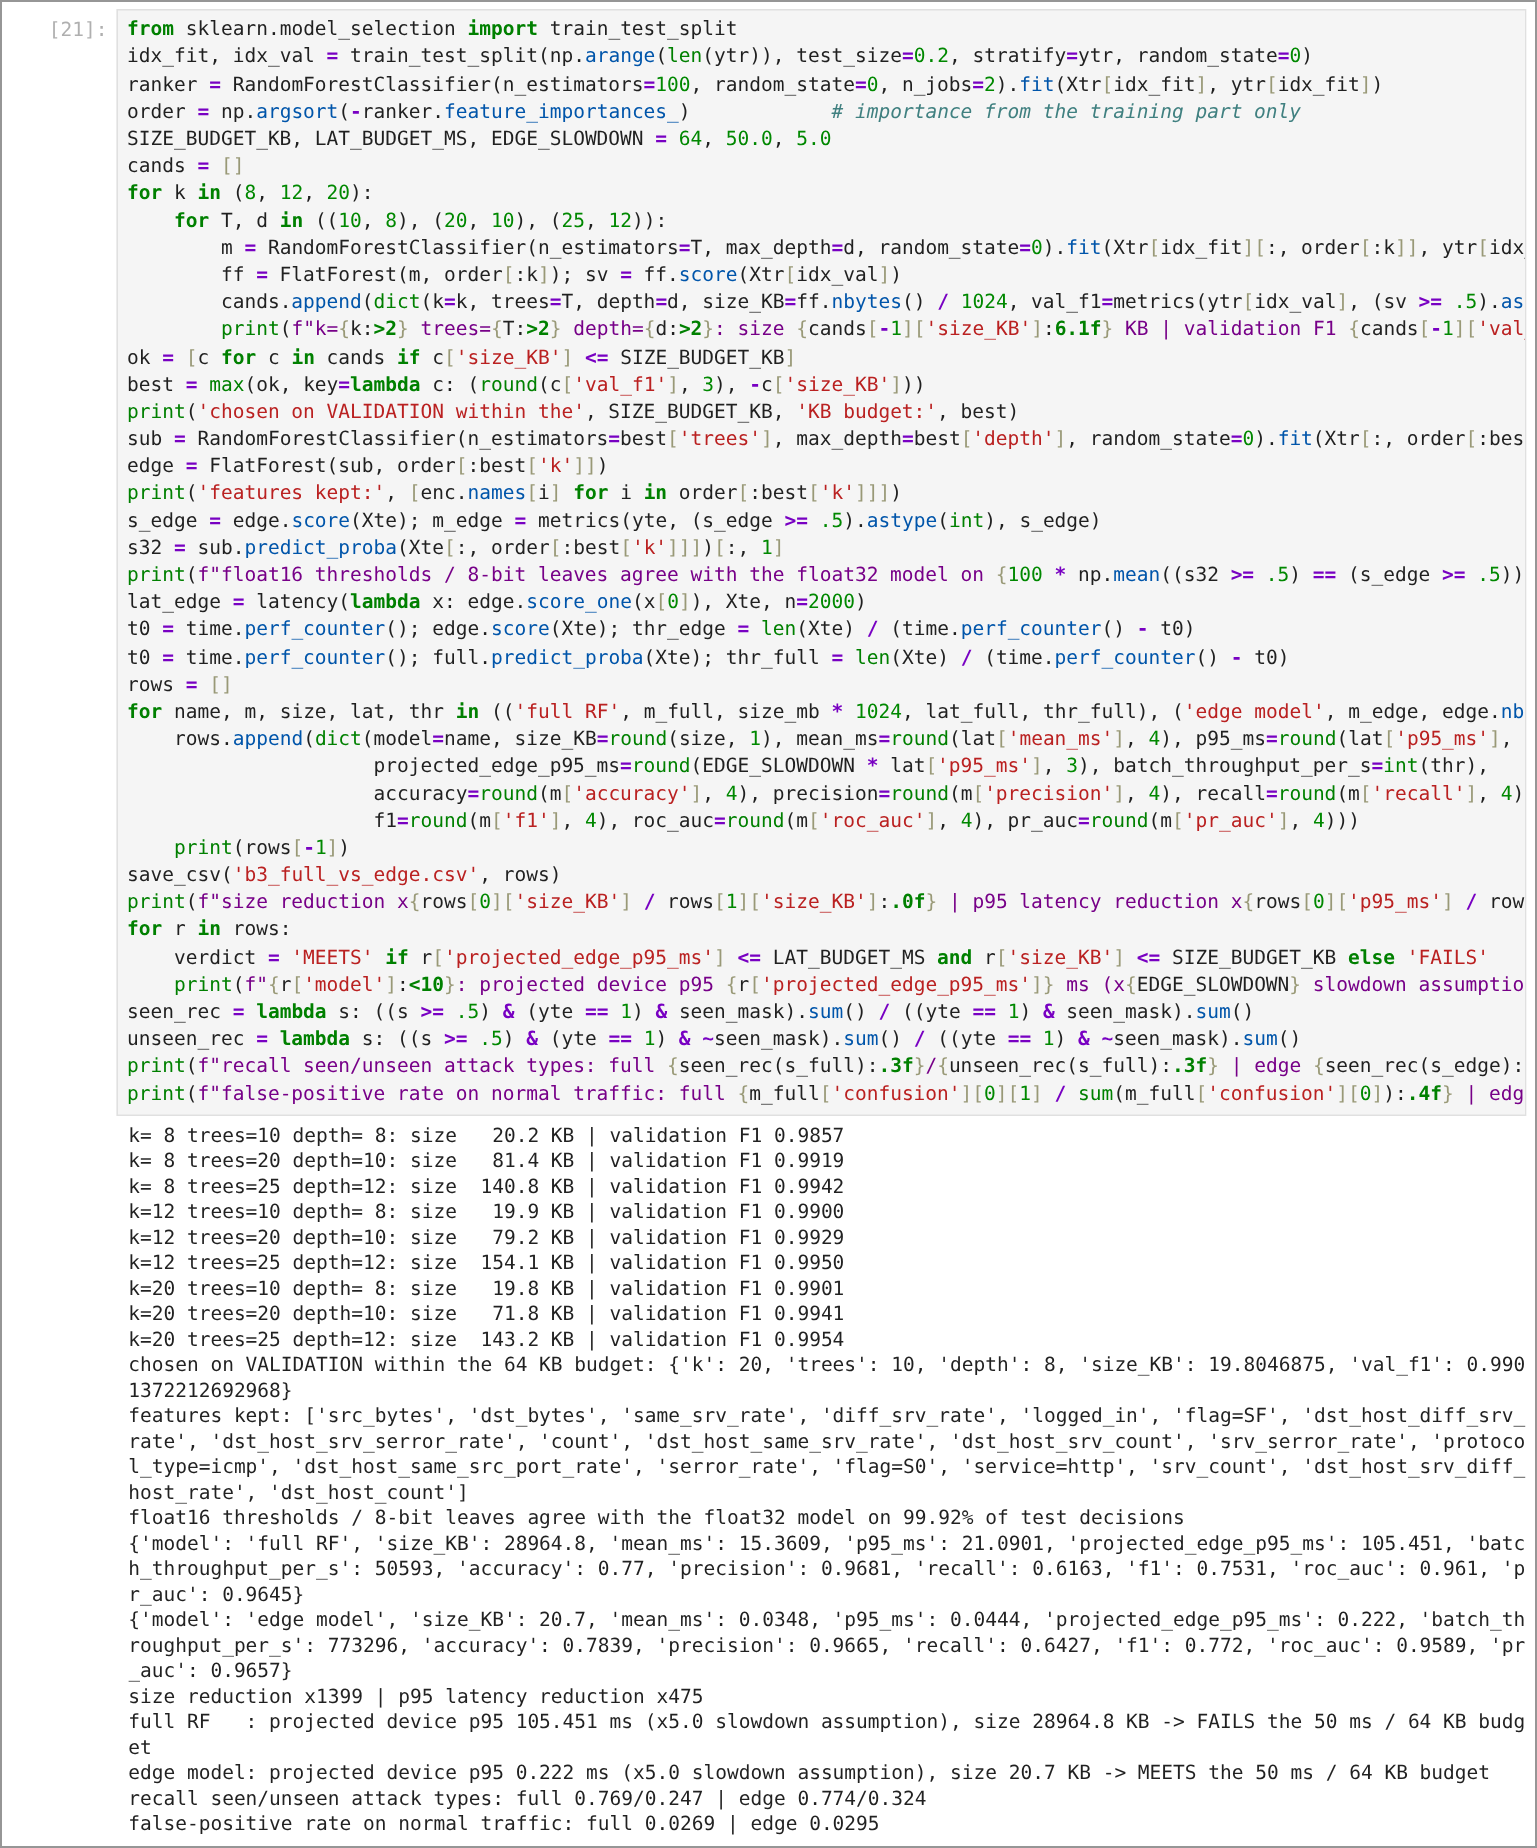 [21]:
from sklearn.model_selection import train_test_split
idx_fit, idx_val = train_test_split(np.arange(len(ytr)), test_size=0.2, stratify=ytr, random_state=0)
ranker = RandomForestClassifier(n_estimators=100, random_state=0, n_jobs=2).fit(Xtr[idx_fit], ytr[idx_fit])
order = np.argsort(-ranker.feature_importances_)            # importance from the training part only
SIZE_BUDGET_KB, LAT_BUDGET_MS, EDGE_SLOWDOWN = 64, 50.0, 5.0
cands = []
for k in (8, 12, 20):
    for T, d in ((10, 8), (20, 10), (25, 12)):
        m = RandomForestClassifier(n_estimators=T, max_depth=d, random_state=0).fit(Xtr[idx_fit][:, order[:k]], ytr[idx
        ff = FlatForest(m, order[:k]); sv = ff.score(Xtr[idx_val])
        cands.append(dict(k=k, trees=T, depth=d, size_KB=ff.nbytes() / 1024, val_f1=metrics(ytr[idx_val], (sv >= .5).as
        print(f"k={k:>2} trees={T:>2} depth={d:>2}: size {cands[-1]['size_KB']:6.1f} KB | validation F1 {cands[-1]['val
ok = [c for c in cands if c['size_KB'] <= SIZE_BUDGET_KB]
best = max(ok, key=lambda c: (round(c['val_f1'], 3), -c['size_KB']))
print('chosen on VALIDATION within the', SIZE_BUDGET_KB, 'KB budget:', best)
sub = RandomForestClassifier(n_estimators=best['trees'], max_depth=best['depth'], random_state=0).fit(Xtr[:, order[:bes
edge = FlatForest(sub, order[:best['k']])
print('features kept:', [enc.names[i] for i in order[:best['k']]])
s_edge = edge.score(Xte); m_edge = metrics(yte, (s_edge >= .5).astype(int), s_edge)
s32 = sub.predict_proba(Xte[:, order[:best['k']]])[:, 1]
print(f"float16 thresholds / 8-bit leaves agree with the float32 model on {100 * np.mean((s32 >= .5) == (s_edge >= .5))
lat_edge = latency(lambda x: edge.score_one(x[0]), Xte, n=2000)
t0 = time.perf_counter(); edge.score(Xte); thr_edge = len(Xte) / (time.perf_counter() - t0)
t0 = time.perf_counter(); full.predict_proba(Xte); thr_full = len(Xte) / (time.perf_counter() - t0)
rows = []
for name, m, size, lat, thr in (('full RF', m_full, size_mb * 1024, lat_full, thr_full), ('edge model', m_edge, edge.nb
    rows.append(dict(model=name, size_KB=round(size, 1), mean_ms=round(lat['mean_ms'], 4), p95_ms=round(lat['p95_ms'],
                     projected_edge_p95_ms=round(EDGE_SLOWDOWN * lat['p95_ms'], 3), batch_throughput_per_s=int(thr),
                     accuracy=round(m['accuracy'], 4), precision=round(m['precision'], 4), recall=round(m['recall'], 4)
                     f1=round(m['f1'], 4), roc_auc=round(m['roc_auc'], 4), pr_auc=round(m['pr_auc'], 4)))
    print(rows[-1])
save_csv('b3_full_vs_edge.csv', rows)
print(f"size reduction x{rows[0]['size_KB'] / rows[1]['size_KB']:.0f} | p95 latency reduction x{rows[0]['p95_ms'] / row
for r in rows:
    verdict = 'MEETS' if r['projected_edge_p95_ms'] <= LAT_BUDGET_MS and r['size_KB'] <= SIZE_BUDGET_KB else 'FAILS'
    print(f"{r['model']:<10}: projected device p95 {r['projected_edge_p95_ms']} ms (x{EDGE_SLOWDOWN} slowdown assumptio
seen_rec = lambda s: ((s >= .5) & (yte == 1) & seen_mask).sum() / ((yte == 1) & seen_mask).sum()
unseen_rec = lambda s: ((s >= .5) & (yte == 1) & ~seen_mask).sum() / ((yte == 1) & ~seen_mask).sum()
print(f"recall seen/unseen attack types: full {seen_rec(s_full):.3f}/{unseen_rec(s_full):.3f} | edge {seen_rec(s_edge):
print(f"false-positive rate on normal traffic: full {m_full['confusion'][0][1] / sum(m_full['confusion'][0]):.4f} | edg
k= 8 trees=10 depth= 8: size   20.2 KB | validation F1 0.9857
k= 8 trees=20 depth=10: size   81.4 KB | validation F1 0.9919
k= 8 trees=25 depth=12: size  140.8 KB | validation F1 0.9942
k=12 trees=10 depth= 8: size   19.9 KB | validation F1 0.9900
k=12 trees=20 depth=10: size   79.2 KB | validation F1 0.9929
k=12 trees=25 depth=12: size  154.1 KB | validation F1 0.9950
k=20 trees=10 depth= 8: size   19.8 KB | validation F1 0.9901
k=20 trees=20 depth=10: size   71.8 KB | validation F1 0.9941
k=20 trees=25 depth=12: size  143.2 KB | validation F1 0.9954
chosen on VALIDATION within the 64 KB budget: {'k': 20, 'trees': 10, 'depth': 8, 'size_KB': 19.8046875, 'val_f1': 0.990
1372212692968}
features kept: ['src_bytes', 'dst_bytes', 'same_srv_rate', 'diff_srv_rate', 'logged_in', 'flag=SF', 'dst_host_diff_srv_
rate', 'dst_host_srv_serror_rate', 'count', 'dst_host_same_srv_rate', 'dst_host_srv_count', 'srv_serror_rate', 'protoco
l_type=icmp', 'dst_host_same_src_port_rate', 'serror_rate', 'flag=S0', 'service=http', 'srv_count', 'dst_host_srv_diff_
host_rate', 'dst_host_count']
float16 thresholds / 8-bit leaves agree with the float32 model on 99.92% of test decisions
{'model': 'full RF', 'size_KB': 28964.8, 'mean_ms': 15.3609, 'p95_ms': 21.0901, 'projected_edge_p95_ms': 105.451, 'batc
h_throughput_per_s': 50593, 'accuracy': 0.77, 'precision': 0.9681, 'recall': 0.6163, 'f1': 0.7531, 'roc_auc': 0.961, 'p
r_auc': 0.9645}
{'model': 'edge model', 'size_KB': 20.7, 'mean_ms': 0.0348, 'p95_ms': 0.0444, 'projected_edge_p95_ms': 0.222, 'batch_th
roughput_per_s': 773296, 'accuracy': 0.7839, 'precision': 0.9665, 'recall': 0.6427, 'f1': 0.772, 'roc_auc': 0.9589, 'pr
_auc': 0.9657}
size reduction x1399 | p95 latency reduction x475
full RF   : projected device p95 105.451 ms (x5.0 slowdown assumption), size 28964.8 KB -> FAILS the 50 ms / 64 KB budg
et
edge model: projected device p95 0.222 ms (x5.0 slowdown assumption), size 20.7 KB -> MEETS the 50 ms / 64 KB budget
recall seen/unseen attack types: full 0.769/0.247 | edge 0.774/0.324
false-positive rate on normal traffic: full 0.0269 | edge 0.0295